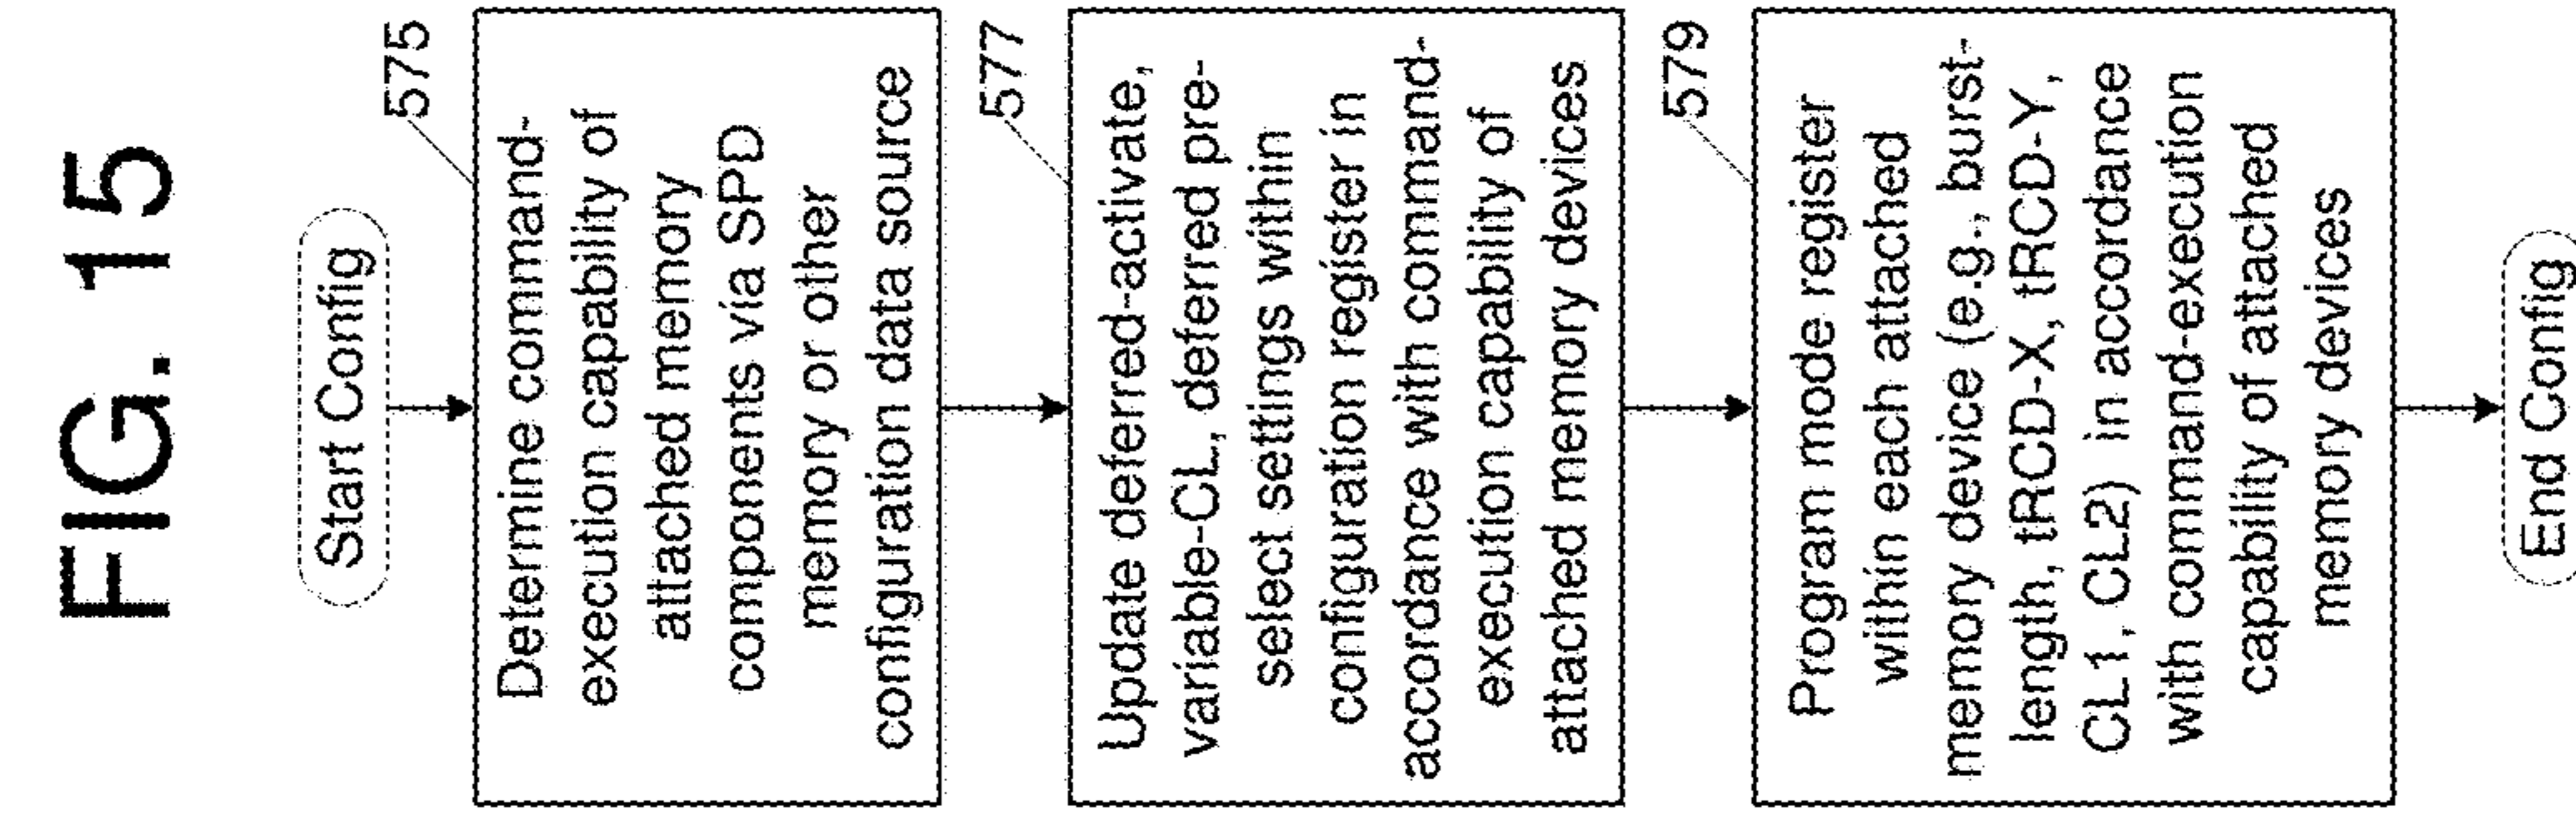 FIG. 15
Start Config
575
Determine command-
execution capability of
attached memory
components via SPD
memory or other
configuration data source
577
Update deferred-activate,
variable-CL, deferred pre-
select settings within
configuration register in
accordance with command-
execution capability of
attached memory devices
579
Program mode register
within each attached
memory device (e.g., burst-
length, tRCD-X, tRCD-Y,
CL1, CL2) in accordance
with command-execution
capability of attached
memory devices
End Config